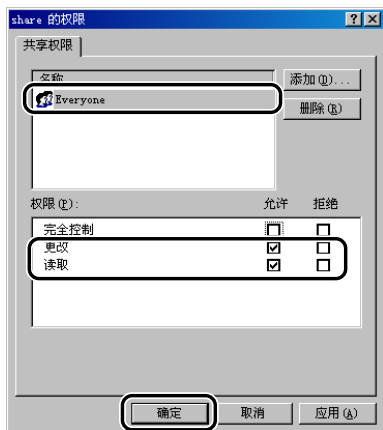 share 的权限
共享权限
名称
添加(D)...
Everyone
删除(R)
权限(P): 允许 拒绝
完全控制
更改
读取
确定 取消 应用(A)